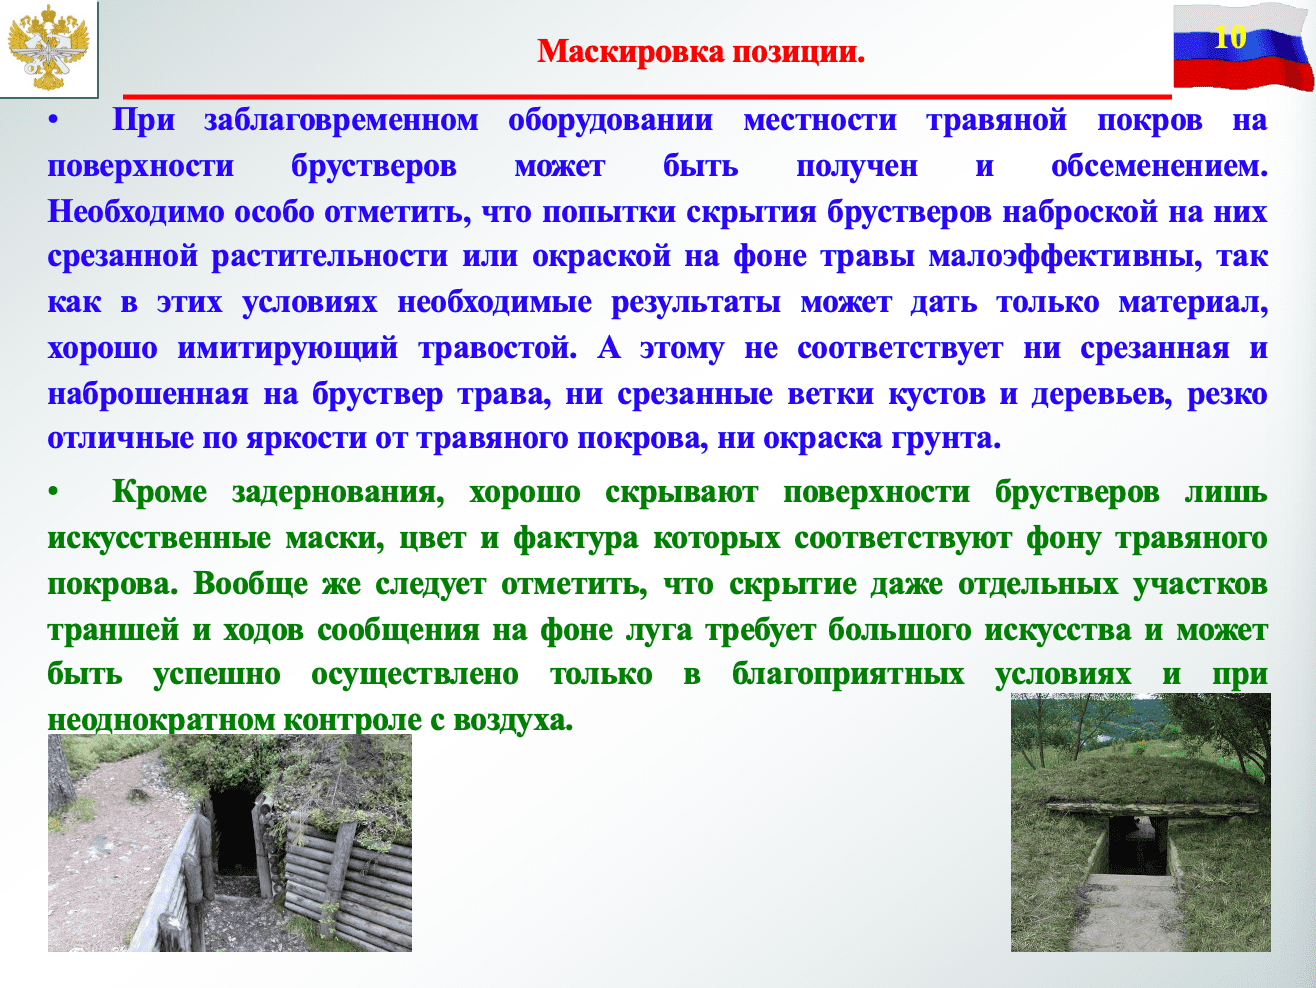 Маскировка позиции.
10
• При заблаговременном оборудовании местности травяной покров на
поверхности брустверов может быть получен и обсеменением.
Необходимо особо отметить, что попытки скрытия брустверов наброской на них
срезанной растительности или окраской на фоне травы малоэффективны, так
как в этих условиях необходимые результаты может дать только материал,
хорошо имитирующий травостой. А этому не соответствует ни срезанная и
наброшенная на бруствер трава, ни срезанные ветки кустов и деревьев, резко
отличные по яркости от травяного покрова, ни окраска грунта.
• Кроме задернования, хорошо скрывают поверхности брустверов лишь
искусственные маски, цвет и фактура которых соответствуют фону травяного
покрова. Вообще же следует отметить, что скрытие даже отдельных участков
траншей и ходов сообщения на фоне луга требует большого искусства и может
быть успешно осуществлено только в благоприятных условиях и при
неоднократном контроле с воздуха.